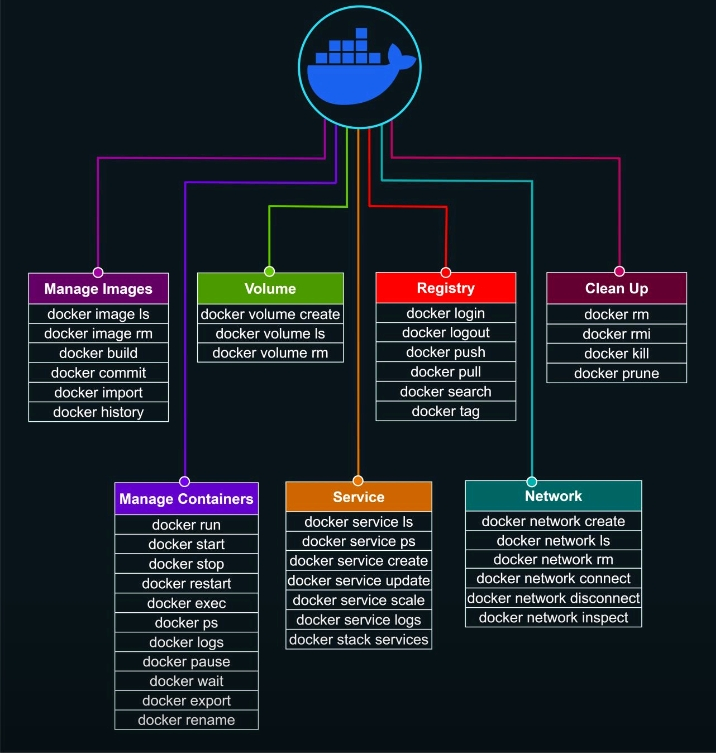 Manage Images
docker image ls
docker image rm
docker build
docker commit
docker import
docker history
Volume
docker volume create
docker volume ls
docker volume rm
Registry
docker login
docker logout
docker push
docker pull
docker search
docker tag
Clean Up
docker rm
docker rmi
docker kill
docker prune
Manage Containers
docker run
docker start
docker stop
docker restart
docker exec
docker ps
docker logs
docker pause
docker wait
docker export
docker rename
Service
docker service ls
docker service ps
docker service create
docker service update
docker service scale
docker service logs
docker stack services
Network
docker network create
docker network ls
docker network rm
docker network connect
docker network disconnect
docker network inspect